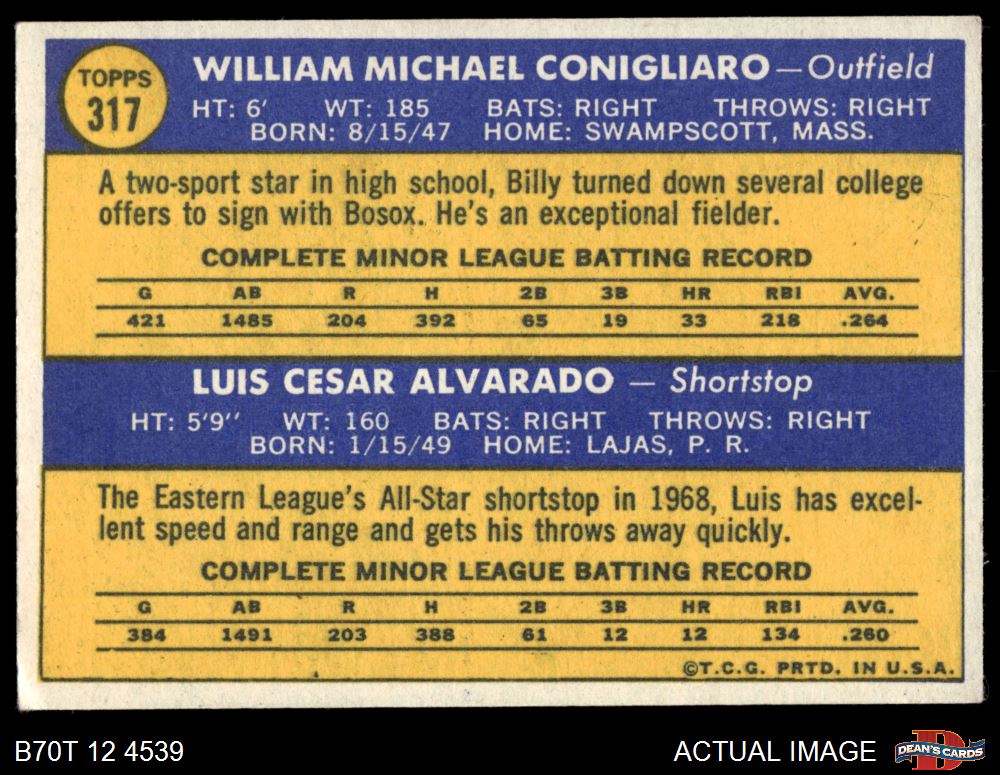 TOPPS
317
WILLIAM MICHAEL CONIGLIARO — Outfield
HT: 6' WT: 185 BATS: RIGHT THROWS: RIGHT
BORN: 8/15/47 HOME: SWAMPSCOTT, MASS.
A two-sport star in high school, Billy turned down several college
offers to sign with Bosox. He's an exceptional fielder.
COMPLETE MINOR LEAGUE BATTING RECORD
G AB R H 2B 3B HR RBI AVG.
421 1485 204 392 65 19 33 218 .264
LUIS CESAR ALVARADO — Shortstop
HT: 5'9'' WT: 160 BATS: RIGHT THROWS: RIGHT
BORN: 1/15/49 HOME: LAJAS, P. R.
The Eastern League's All-Star shortstop in 1968, Luis has excel-
lent speed and range and gets his throws away quickly.
COMPLETE MINOR LEAGUE BATTING RECORD
G AB R H 2B 3B HR RBI AVG.
384 1491 203 388 61 12 12 134 .260
©T.C.G. PRTD. IN U.S.A.
B70T 12 4539 ACTUAL IMAGE DEAN'S CARDS